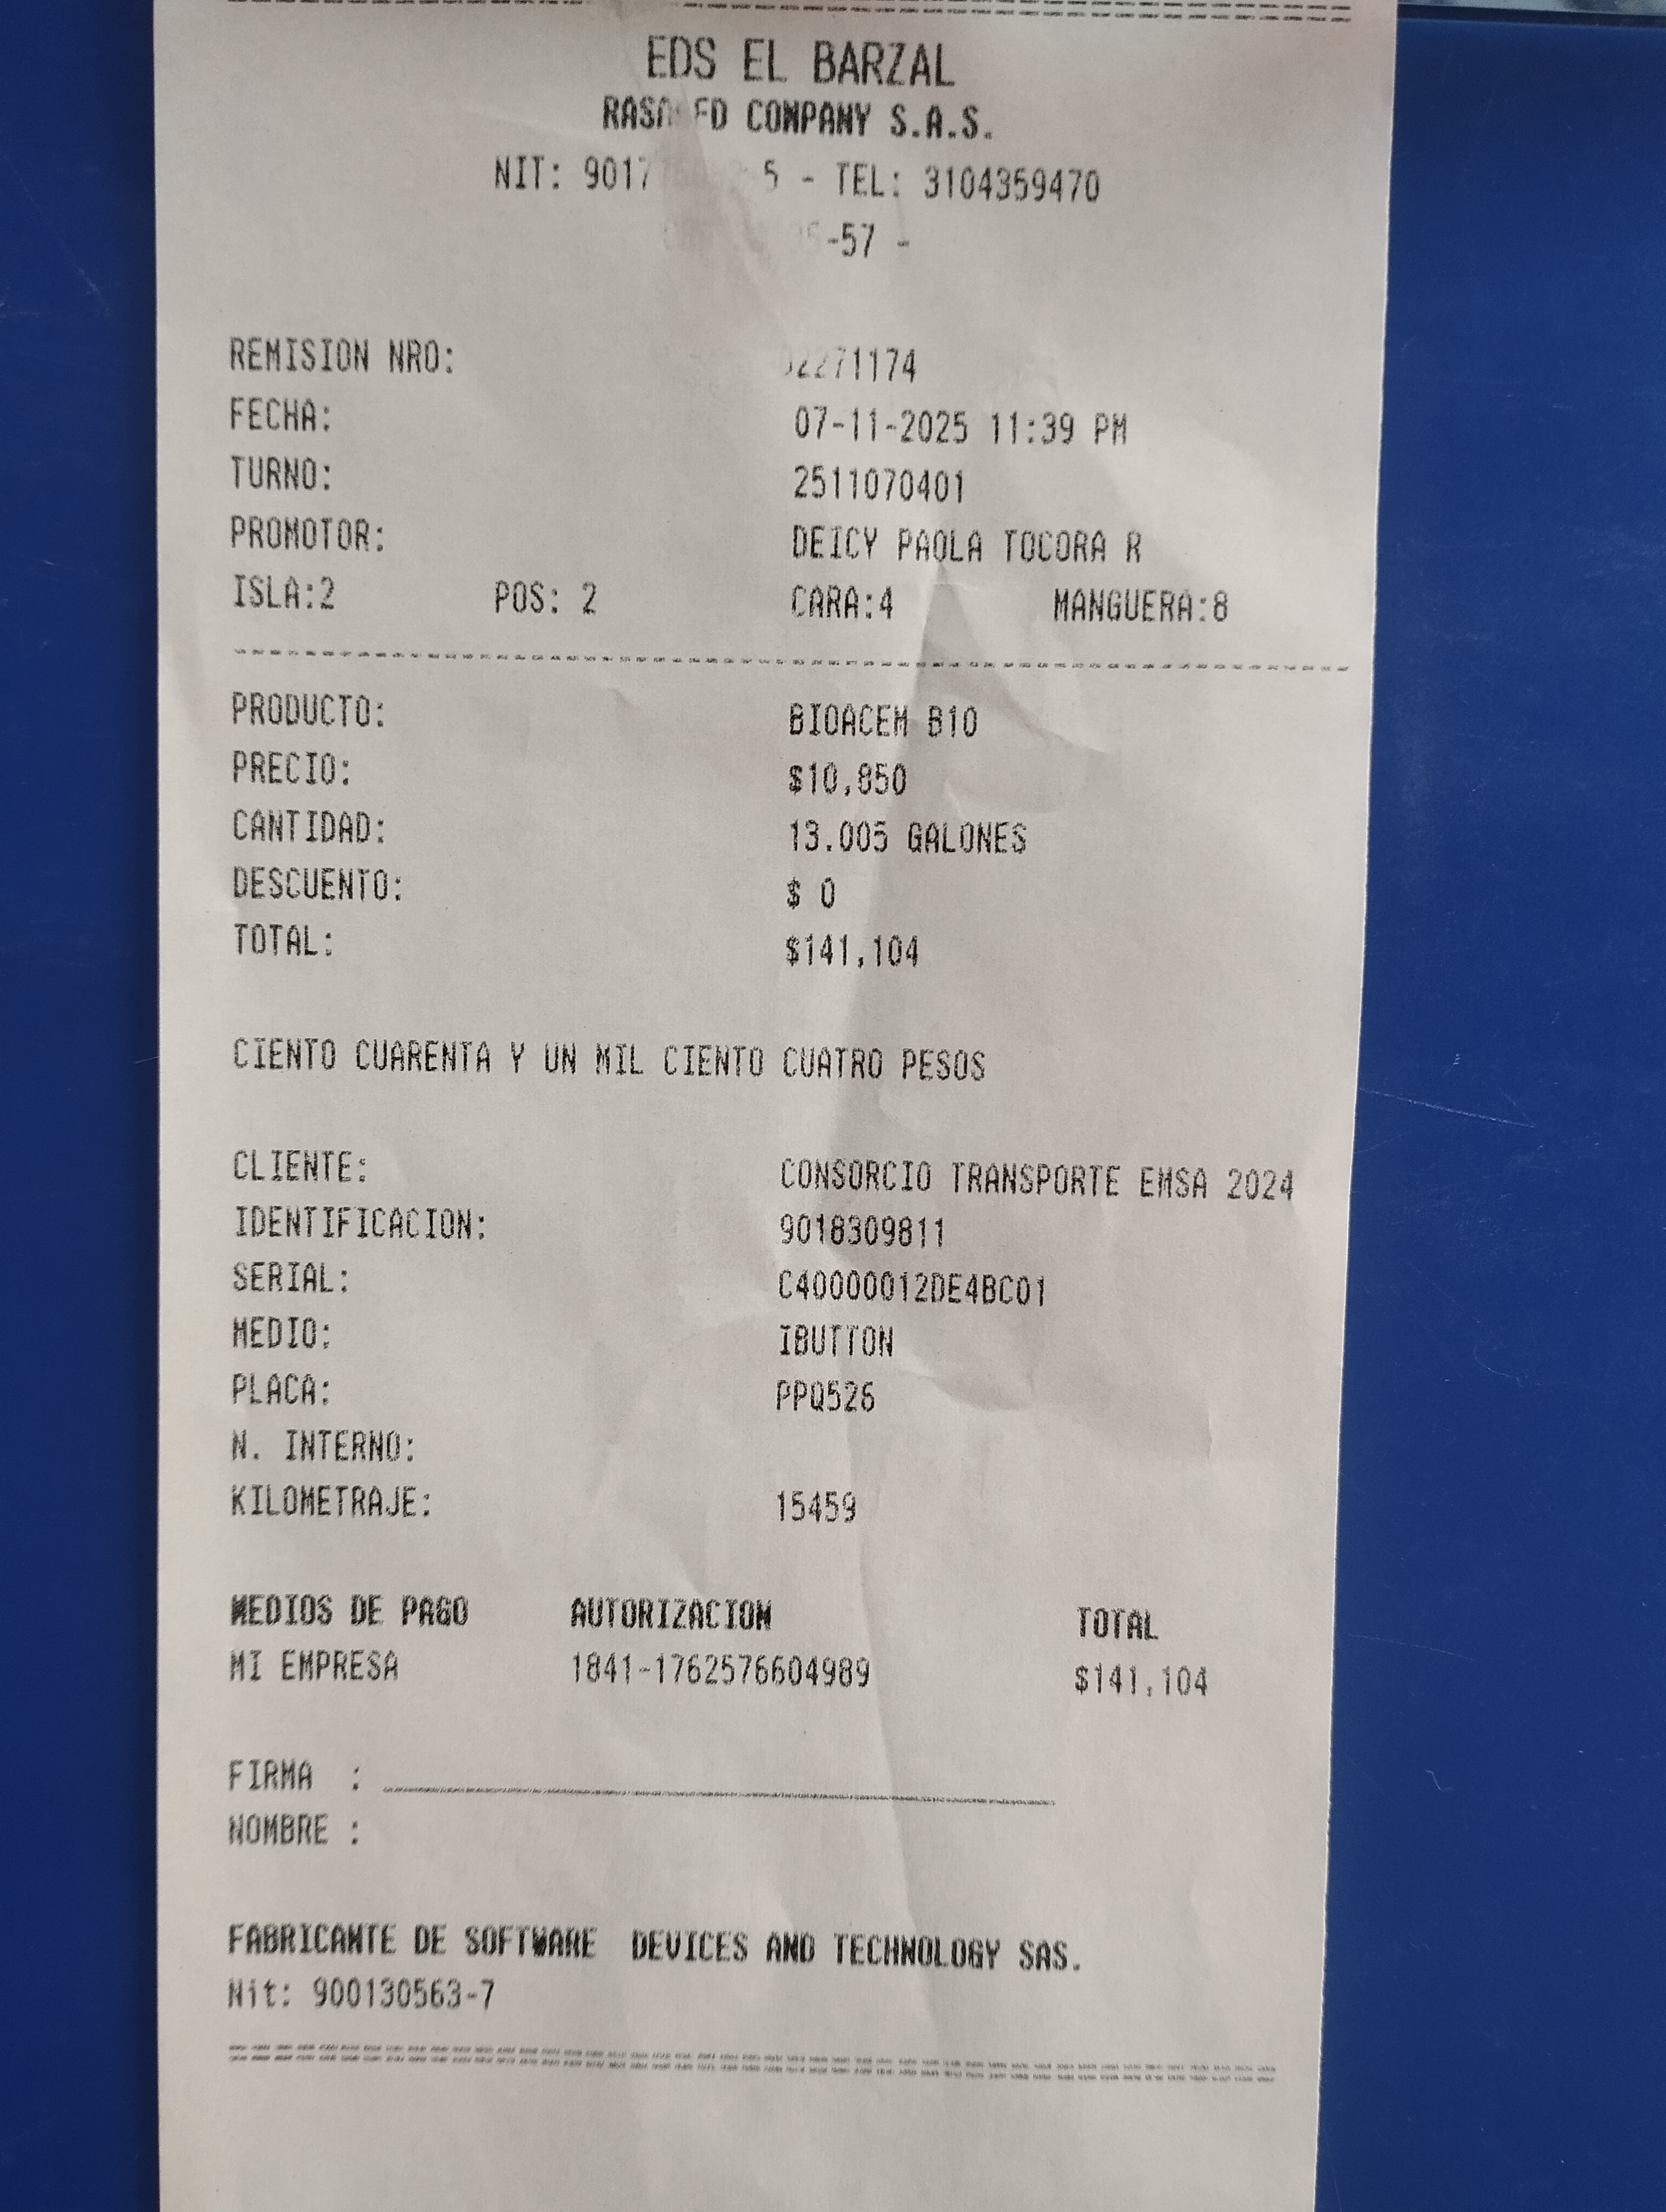 EDS EL BARZAL
COMPANY S.A.S.
NIT: - TEL: 3104359470
-57 -
REMISION NRO:
FECHA: 07-11-2025 11:39 PM
TURNO: 2511070401
PROMOTOR: DEICY PAOLA TOCORA R
ISLA:2 POS: 2 CARA:4 MANGUERA:8
PRODUCTO: BIOACEM B10
PRECIO: $10,850
CANTIDAD: 13.005 GALONES
DESCUENTO: $ 0
TOTAL: $141,104
CIENTO CUARENTA Y UN MIL CIENTO CUATRO PESOS
CLIENTE: CONSORCIO TRANSPORTE EMSA 2024
IDENTIFICACION: 9018309811
SERIAL: C40000012DE4BC01
MEDIO: IBUTTON
PLACA: PPQ526
N. INTERNO:
KILOMETRAJE: 15459
MEDIOS DE PAGO AUTORIZACION TOTAL
MI EMPRESA 1841-1762576604989 $141,104
FIRMA :
NOMBRE :
FABRICANTE DE SOFTWARE DEVICES AND TECHNOLOGY SAS.
Nit: 900130563-7